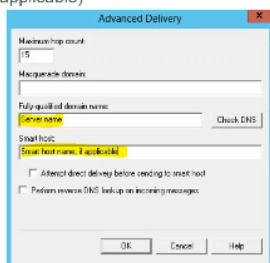 applicable)
Advanced Delivery
Maximum hop count:
15
Masquerade domain:
Fully-qualified domain name:
Server name
Check DNS
Smart host:
Smart host name, if applicable
Attempt direct delivery before sending to smart host
Perform reverse DNS lookup on incoming messages
OK
Cancel
Help